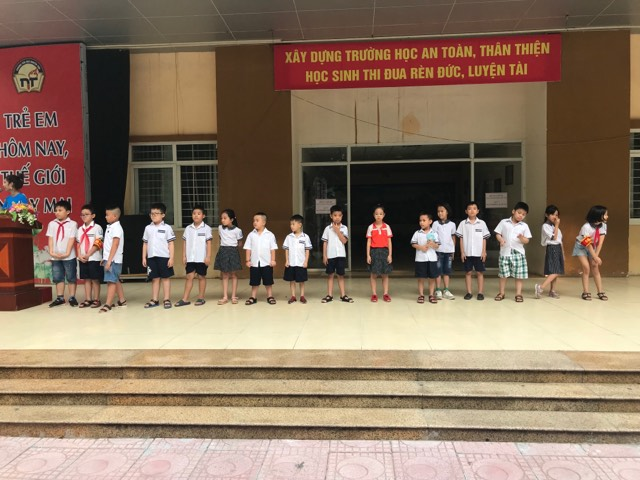 XÂY DỰNG TRƯỜNG HỌC AN TOÀN, THÂN THIỆN
HỌC SINH THI ĐUA RÈN ĐỨC, LUYỆN TÀI
TRẺ EM
HÔM NAY,
THẾ GIỚI
MAI